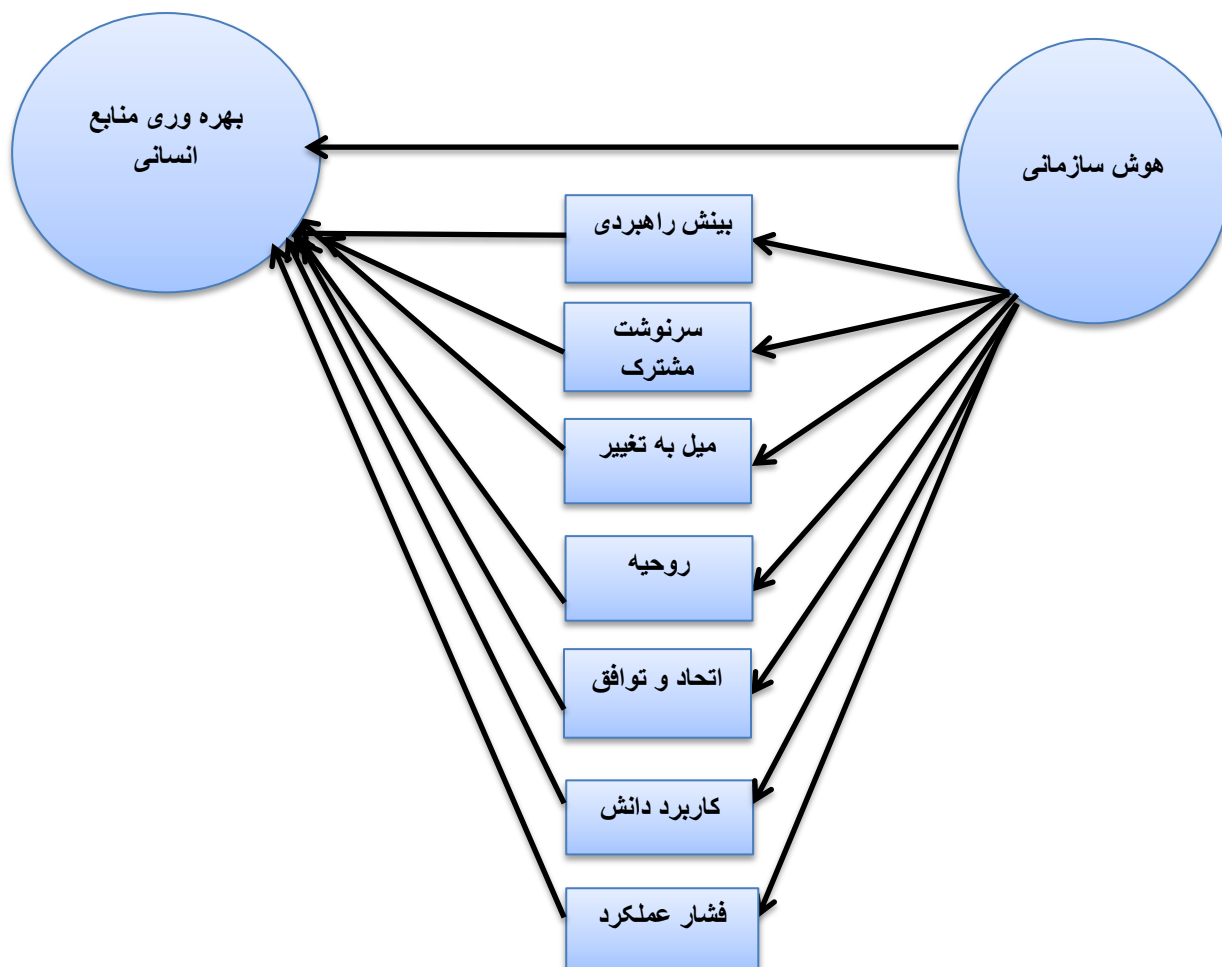 هوش سازمانی
بهره وری منابع
انسانی
بینش راهبردی
سرنوشت
مشترک
میل به تغییر
روحیه
اتحاد و توافق
کاربرد دانش
فشار عملکرد